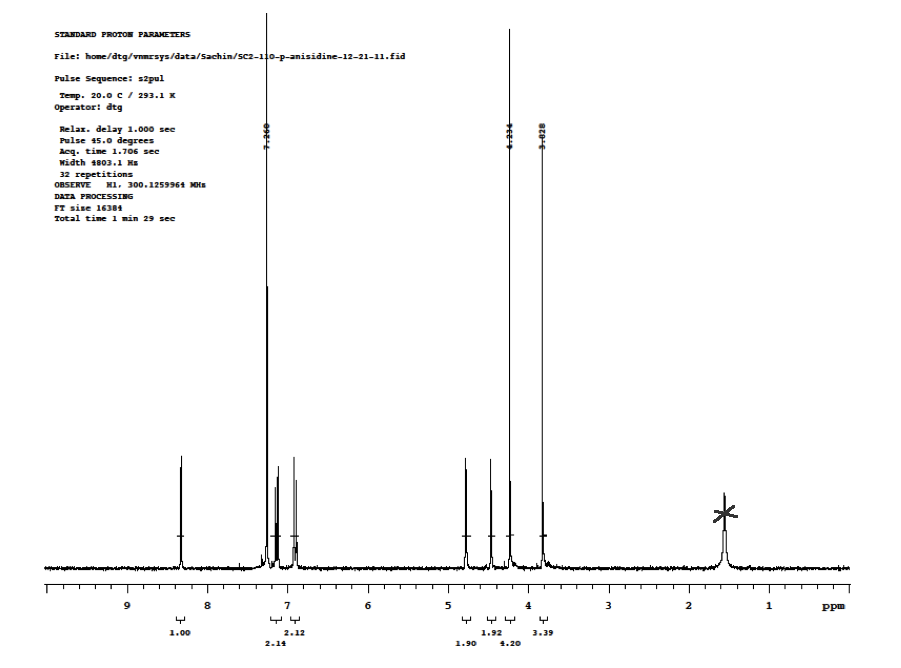 STANDARD PROTON PARAMETERS
File: home/dtg/vnmrsys/data/Sachin/SC2-110-p-anisidine-12-21-11.fid
Pulse Sequence: s2pul
Temp. 20.0 C / 293.1 K
Operator: dtg
Relax. delay 1.000 sec
Pulse 45.0 degrees
Acq. time 1.706 sec
Width 4803.1 Hz
32 repetitions
OBSERVE H1, 300.1259964 MHz
DATA PROCESSING
FT size 16384
Total time 1 min 29 sec
7.260
4.234
3.828
9 8 7 6 5 4 3 2 1 ppm
1.00 2.12 1.92 3.39
2.14 1.90 4.20